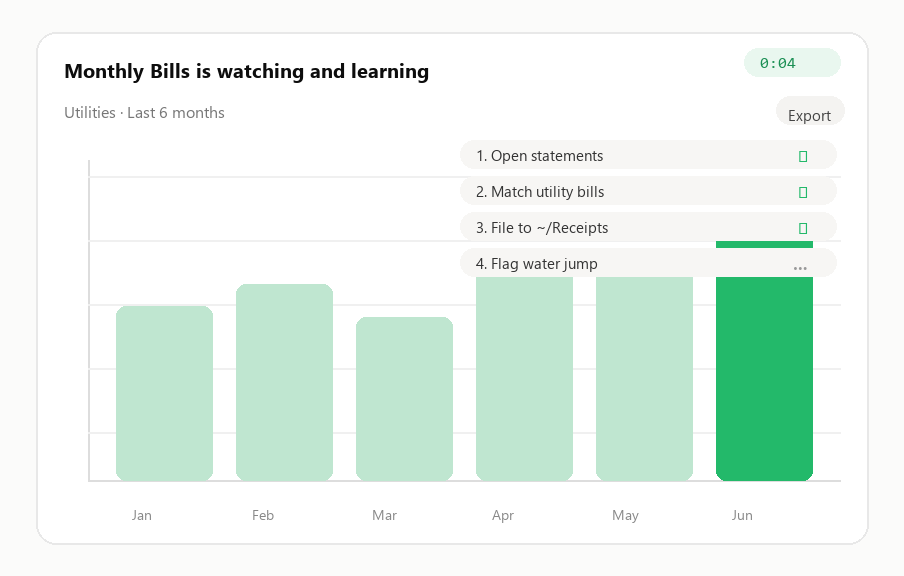 Monthly Bills is watching and learning
0:04
Utilities · Last 6 months
Export
1. Open statements
2. Match utility bills
3. File to ~/Receipts
4. Flag water jump
...
Jan Feb Mar Apr May Jun